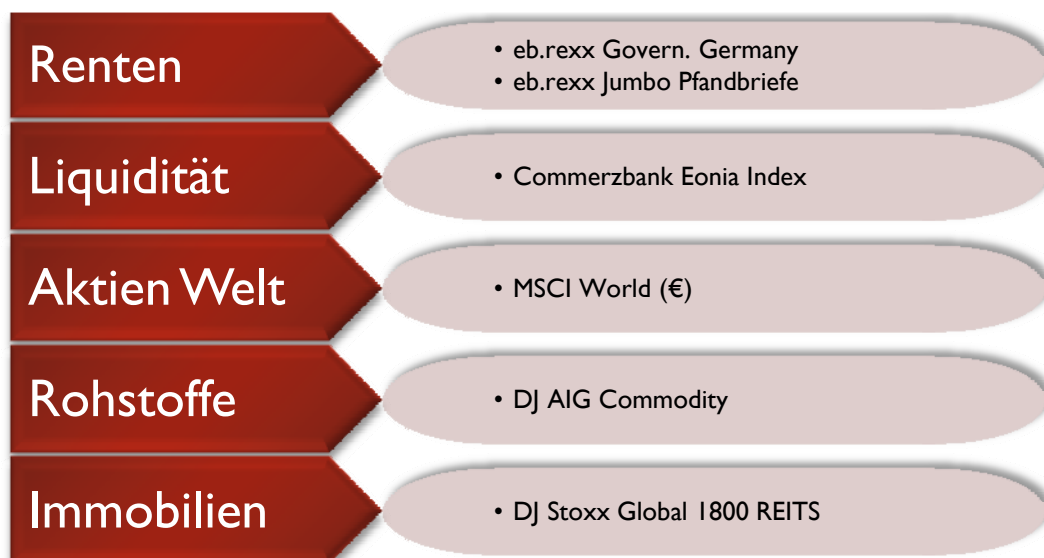 Renten
• eb.rexx Govern. Germany
• eb.rexx Jumbo Pfandbriefe
Liquidität
• Commerzbank Eonia Index
Aktien Welt
• MSCI World (€)
Rohstoffe
• DJ AIG Commodity
Immobilien
• DJ Stoxx Global 1800 REITS